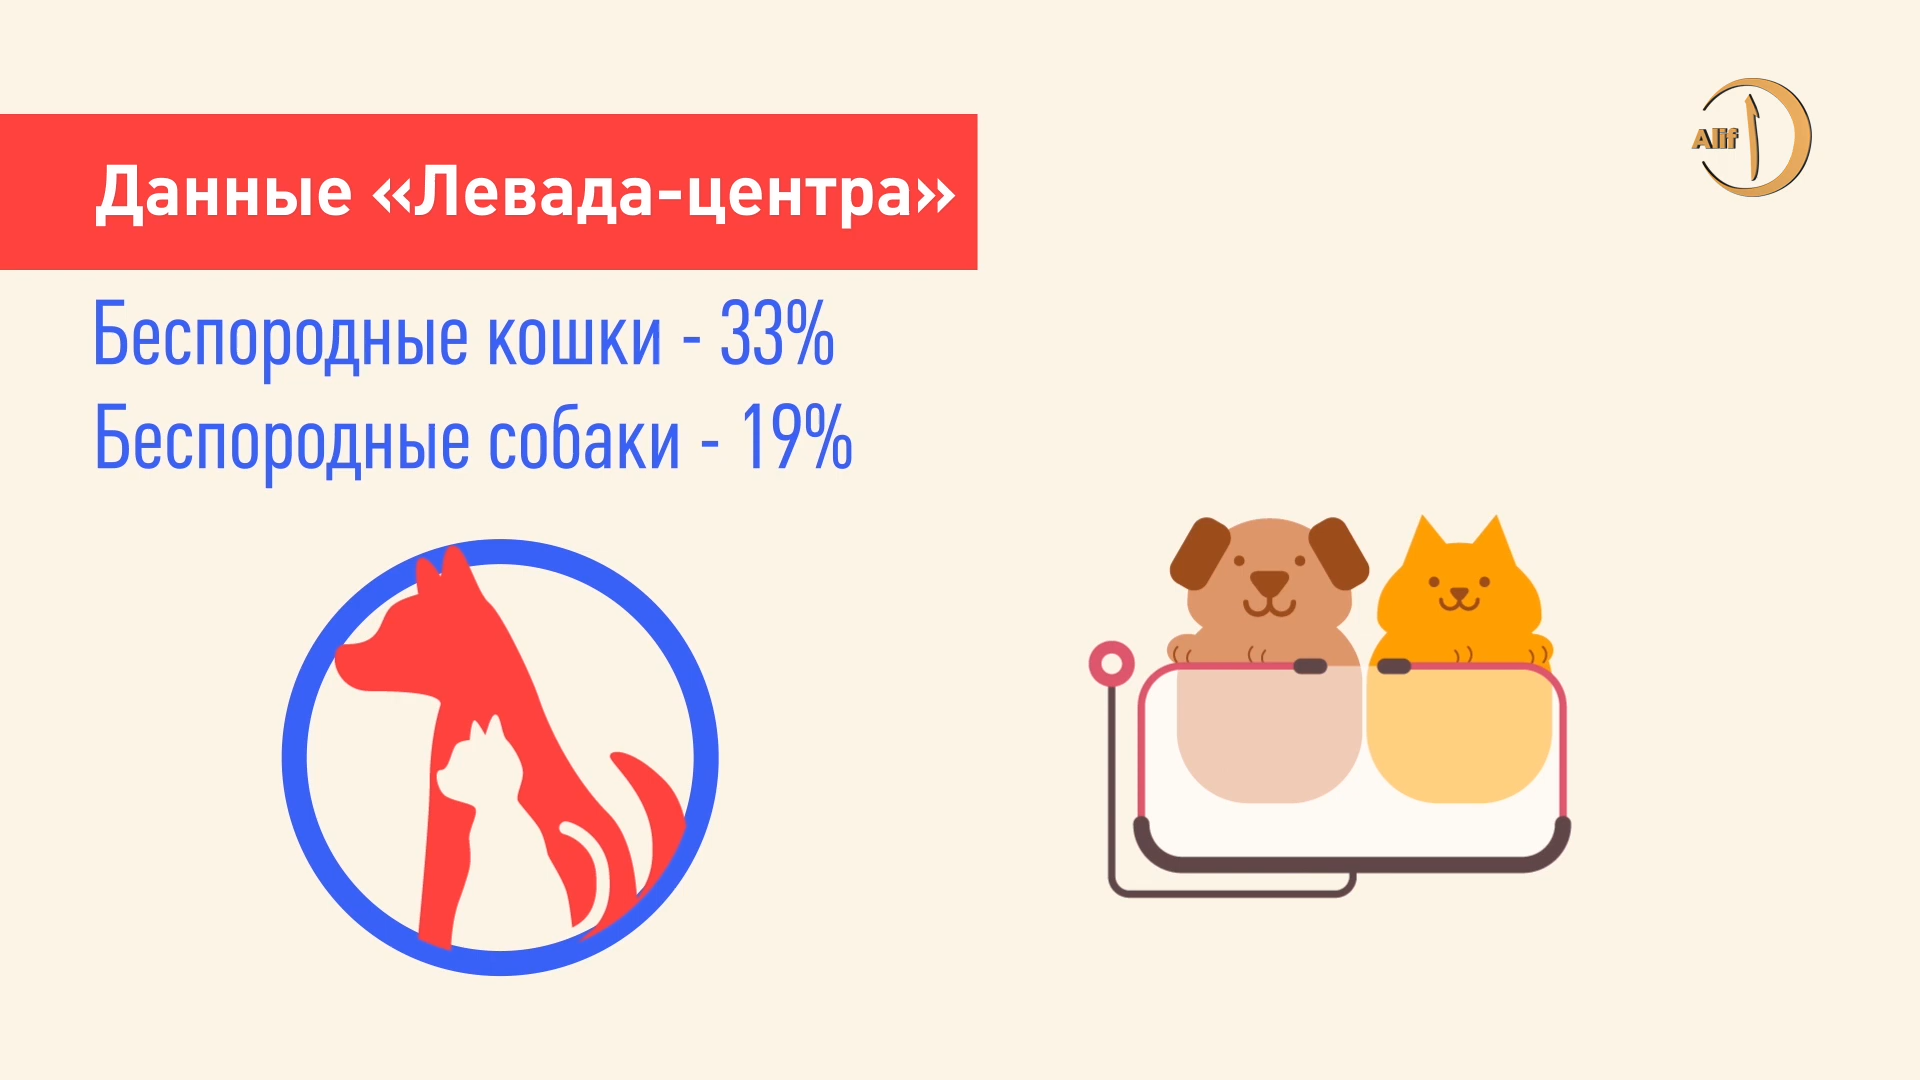 Данные «Левада-центра»
Alif
Беспородные кошки - 33%
Беспородные собаки - 19%